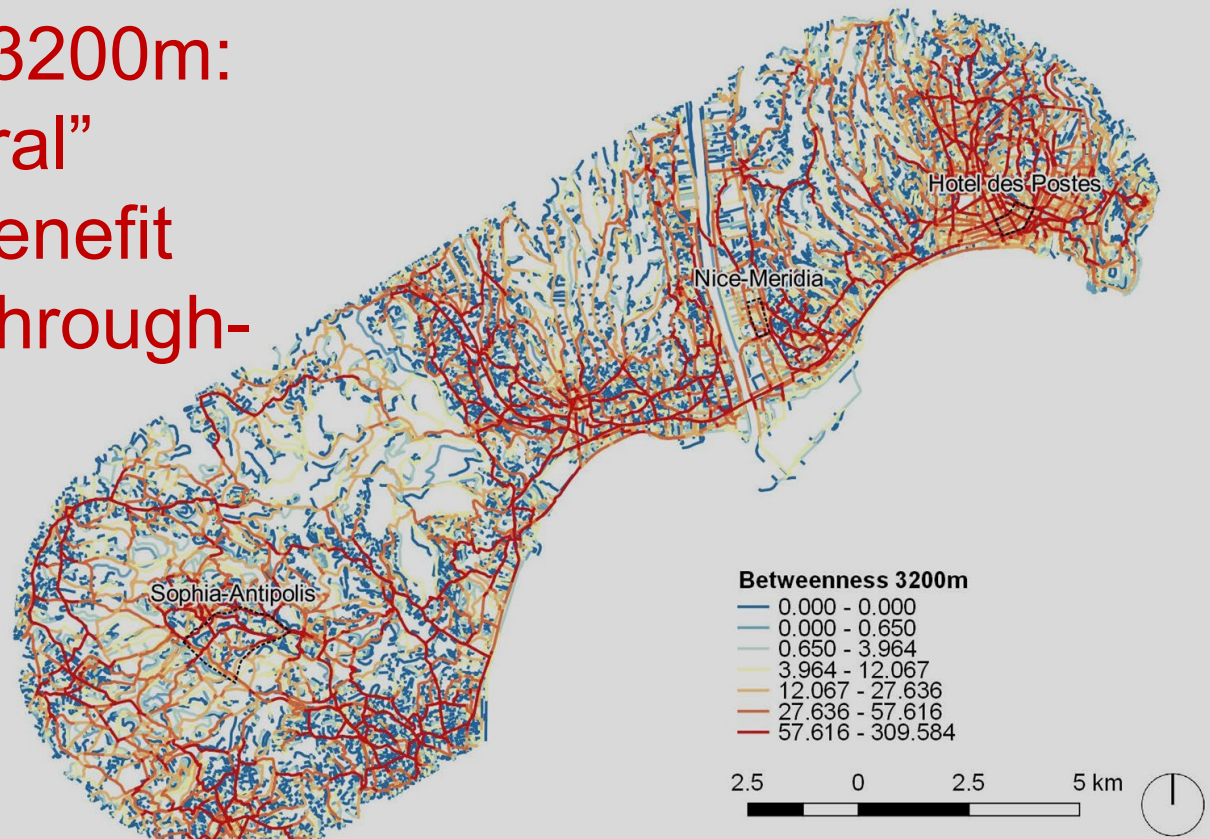 3200m:
ral”
enefit
hrough-
Hotel des Postes
Nice-Meridia
Sophia-Antipolis
Betweenness 3200m
0.000 - 0.000
0.000 - 0.650
0.650 - 3.964
3.964 - 12.067
12.067 - 27.636
27.636 - 57.616
57.616 - 309.584
2.5 0 2.5 5 km